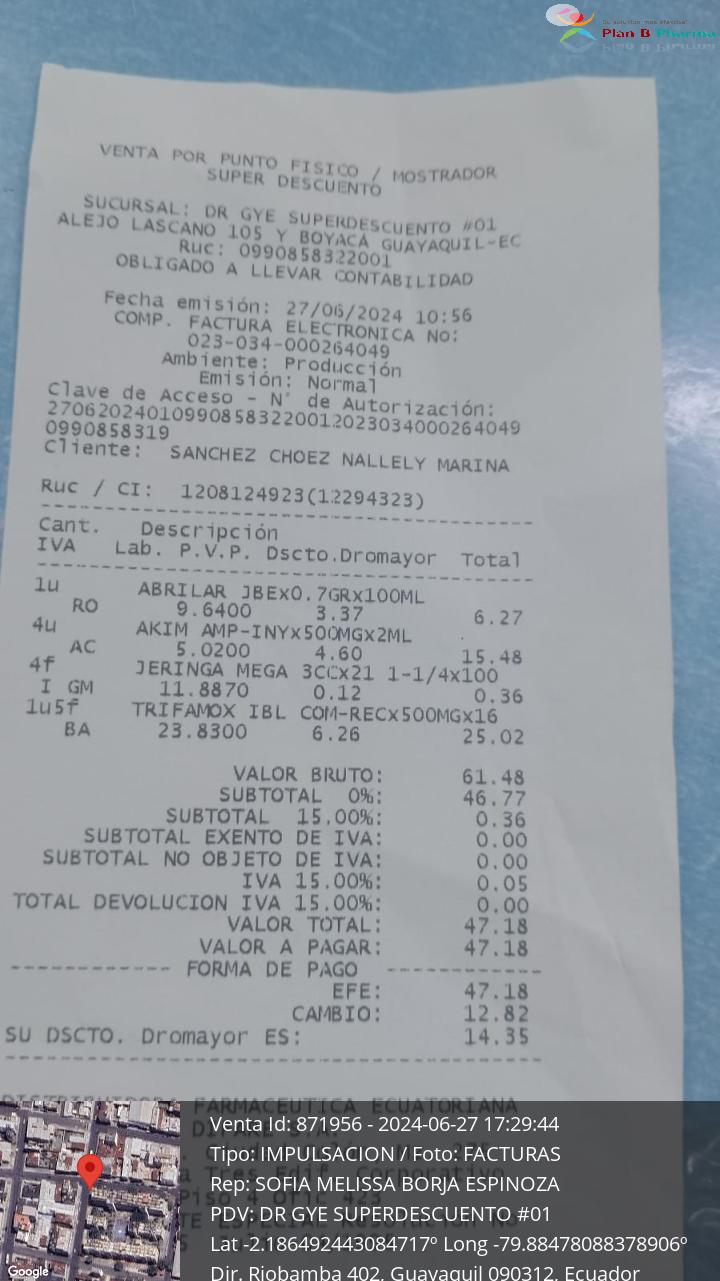 Su solución más efectiva!
Plan B Pharma
VENTA POR PUNTO FISICO / MOSTRADOR
SUPER DESCUENTO
SUCURSAL: DR GYE SUPERDESCUENTO #01
ALEJO LASCANO 105 Y BOYACÁ GUAYAQUIL-EC
Ruc: 0990858322001
OBLIGADO A LLEVAR CONTABILIDAD
Fecha emisión: 27/06/2024 10:56
COMP. FACTURA ELECTRONICA No:
023-034-000264049
Ambiente: Producción
Emisión: Normal
Clave de Acceso - N° de Autorización:
270620240109908583220012023034000264049
0990858319
Cliente: SANCHEZ CHOEZ NALLELY MARINA
Ruc / CI: 1208124923(12294323)
Cant. Descripción
IVA Lab. P.V.P. Dscto.Dromayor Total
1u ABRILAR JBEx0.7GRx100ML
RO 9.6400 3.37 6.27
4u AKIM AMP-INYx500MGx2ML
AC 5.0200 4.60 15.48
4f JERINGA MEGA 3CCx21 1-1/4x100
I GM 11.8870 0.12 0.36
1u5f TRIFAMOX IBL COM-RECx500MGx16
BA 23.8300 6.26 25.02
VALOR BRUTO: 61.48
SUBTOTAL 0%: 46.77
SUBTOTAL 15.00%: 0.36
SUBTOTAL EXENTO DE IVA: 0.00
SUBTOTAL NO OBJETO DE IVA: 0.00
IVA 15.00%: 0.05
TOTAL DEVOLUCION IVA 15.00%: 0.00
VALOR TOTAL: 47.18
VALOR A PAGAR: 47.18
------------ FORMA DE PAGO ------------
EFE: 47.18
CAMBIO: 12.82
SU DSCTO. Dromayor ES: 14.35
FARMACEUTICA ECUATORIANA
Venta Id: 871956 - 2024-06-27 17:29:44
Tipo: IMPULSACION / Foto: FACTURAS
Rep: SOFIA MELISSA BORJA ESPINOZA
PDV: DR GYE SUPERDESCUENTO #01
Lat -2.186492443084717º Long -79.88478088378906º
Dir. Riobamba 402, Guayaquil 090312, Ecuador
Google